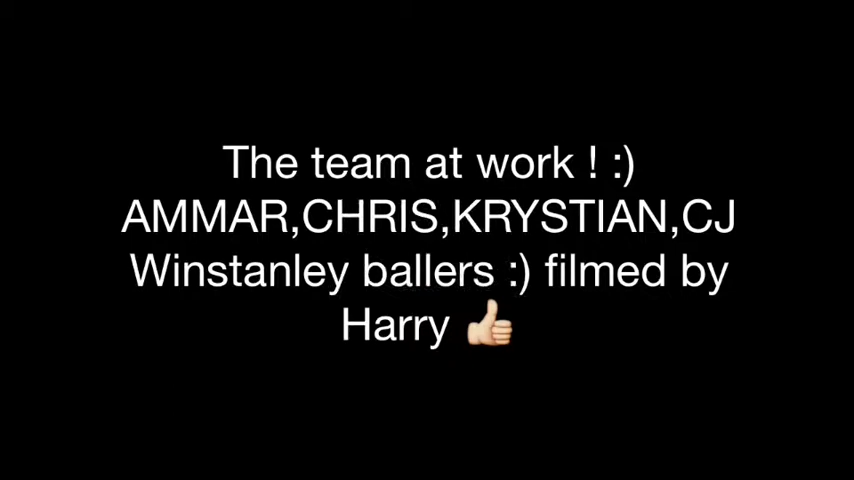 The team at work ! :)
AMMAR,CHRIS,KRYSTIAN,CJ
Winstanley ballers :) filmed by
Harry 👍🏼